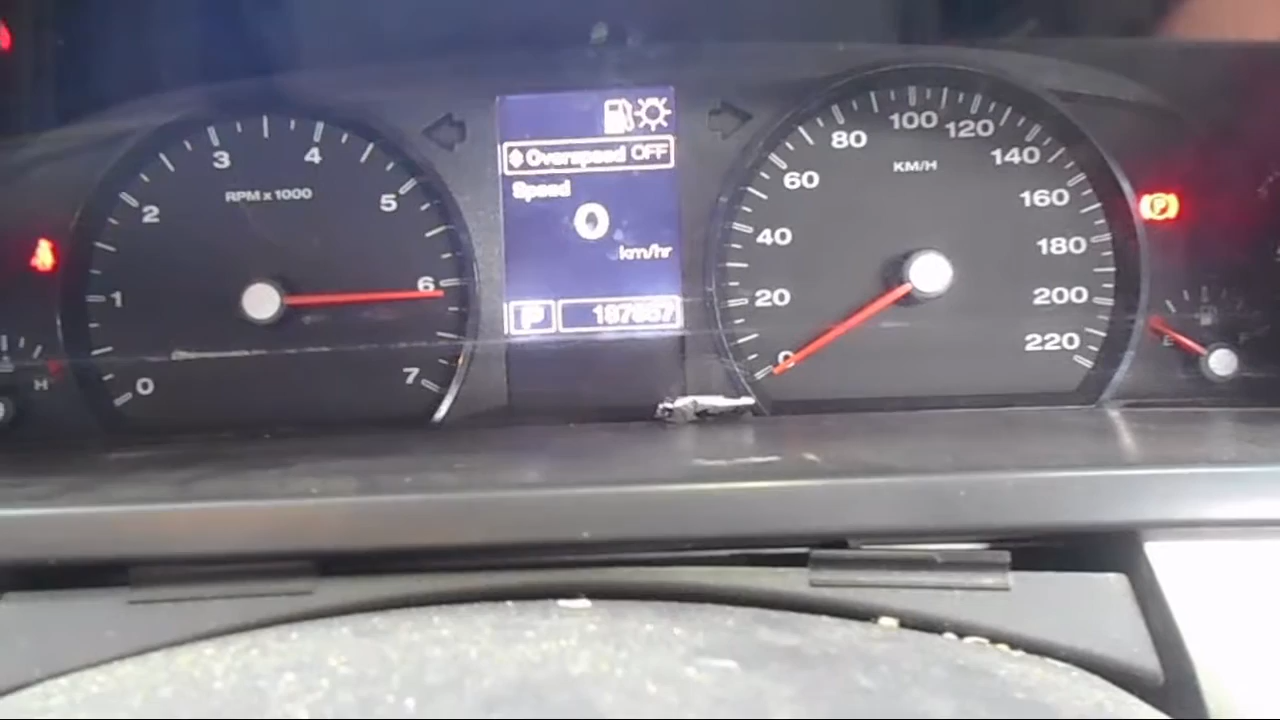 Overspeed OFF
Speed
0
km/hr
P
0 1 2 3 4 5 6 7
RPM x 1000
0 20 40 60 80 100 120 140 160 180 200 220
KM/H
P
H
E